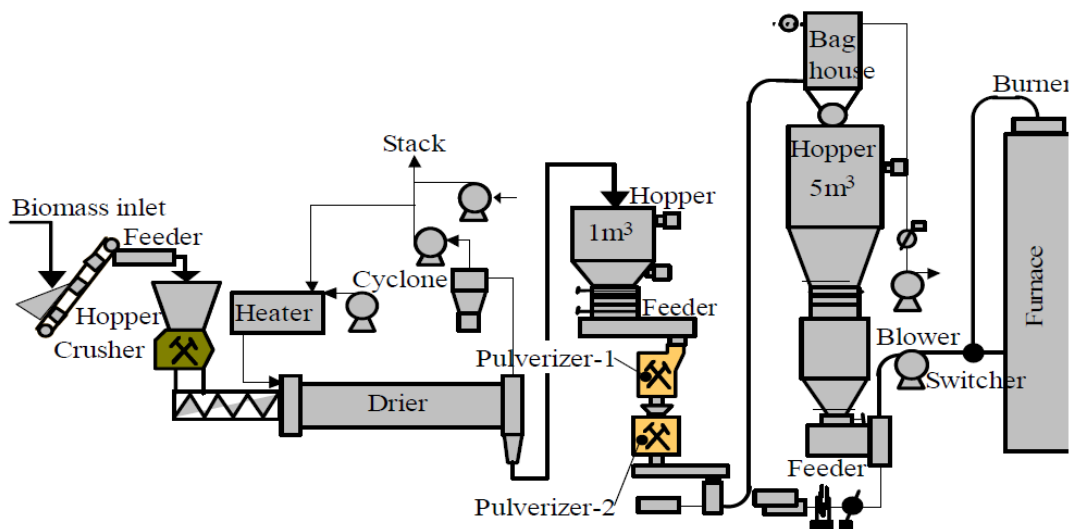 Biomass inlet
Feeder
Hopper
Crusher
Stack
Cyclone
Heater
Drier
Hopper
1m³
Feeder
Pulverizer-1
Pulverizer-2
Bag
house
Hopper
5m³
Feeder
Blower
Switcher
Burner
Furnace